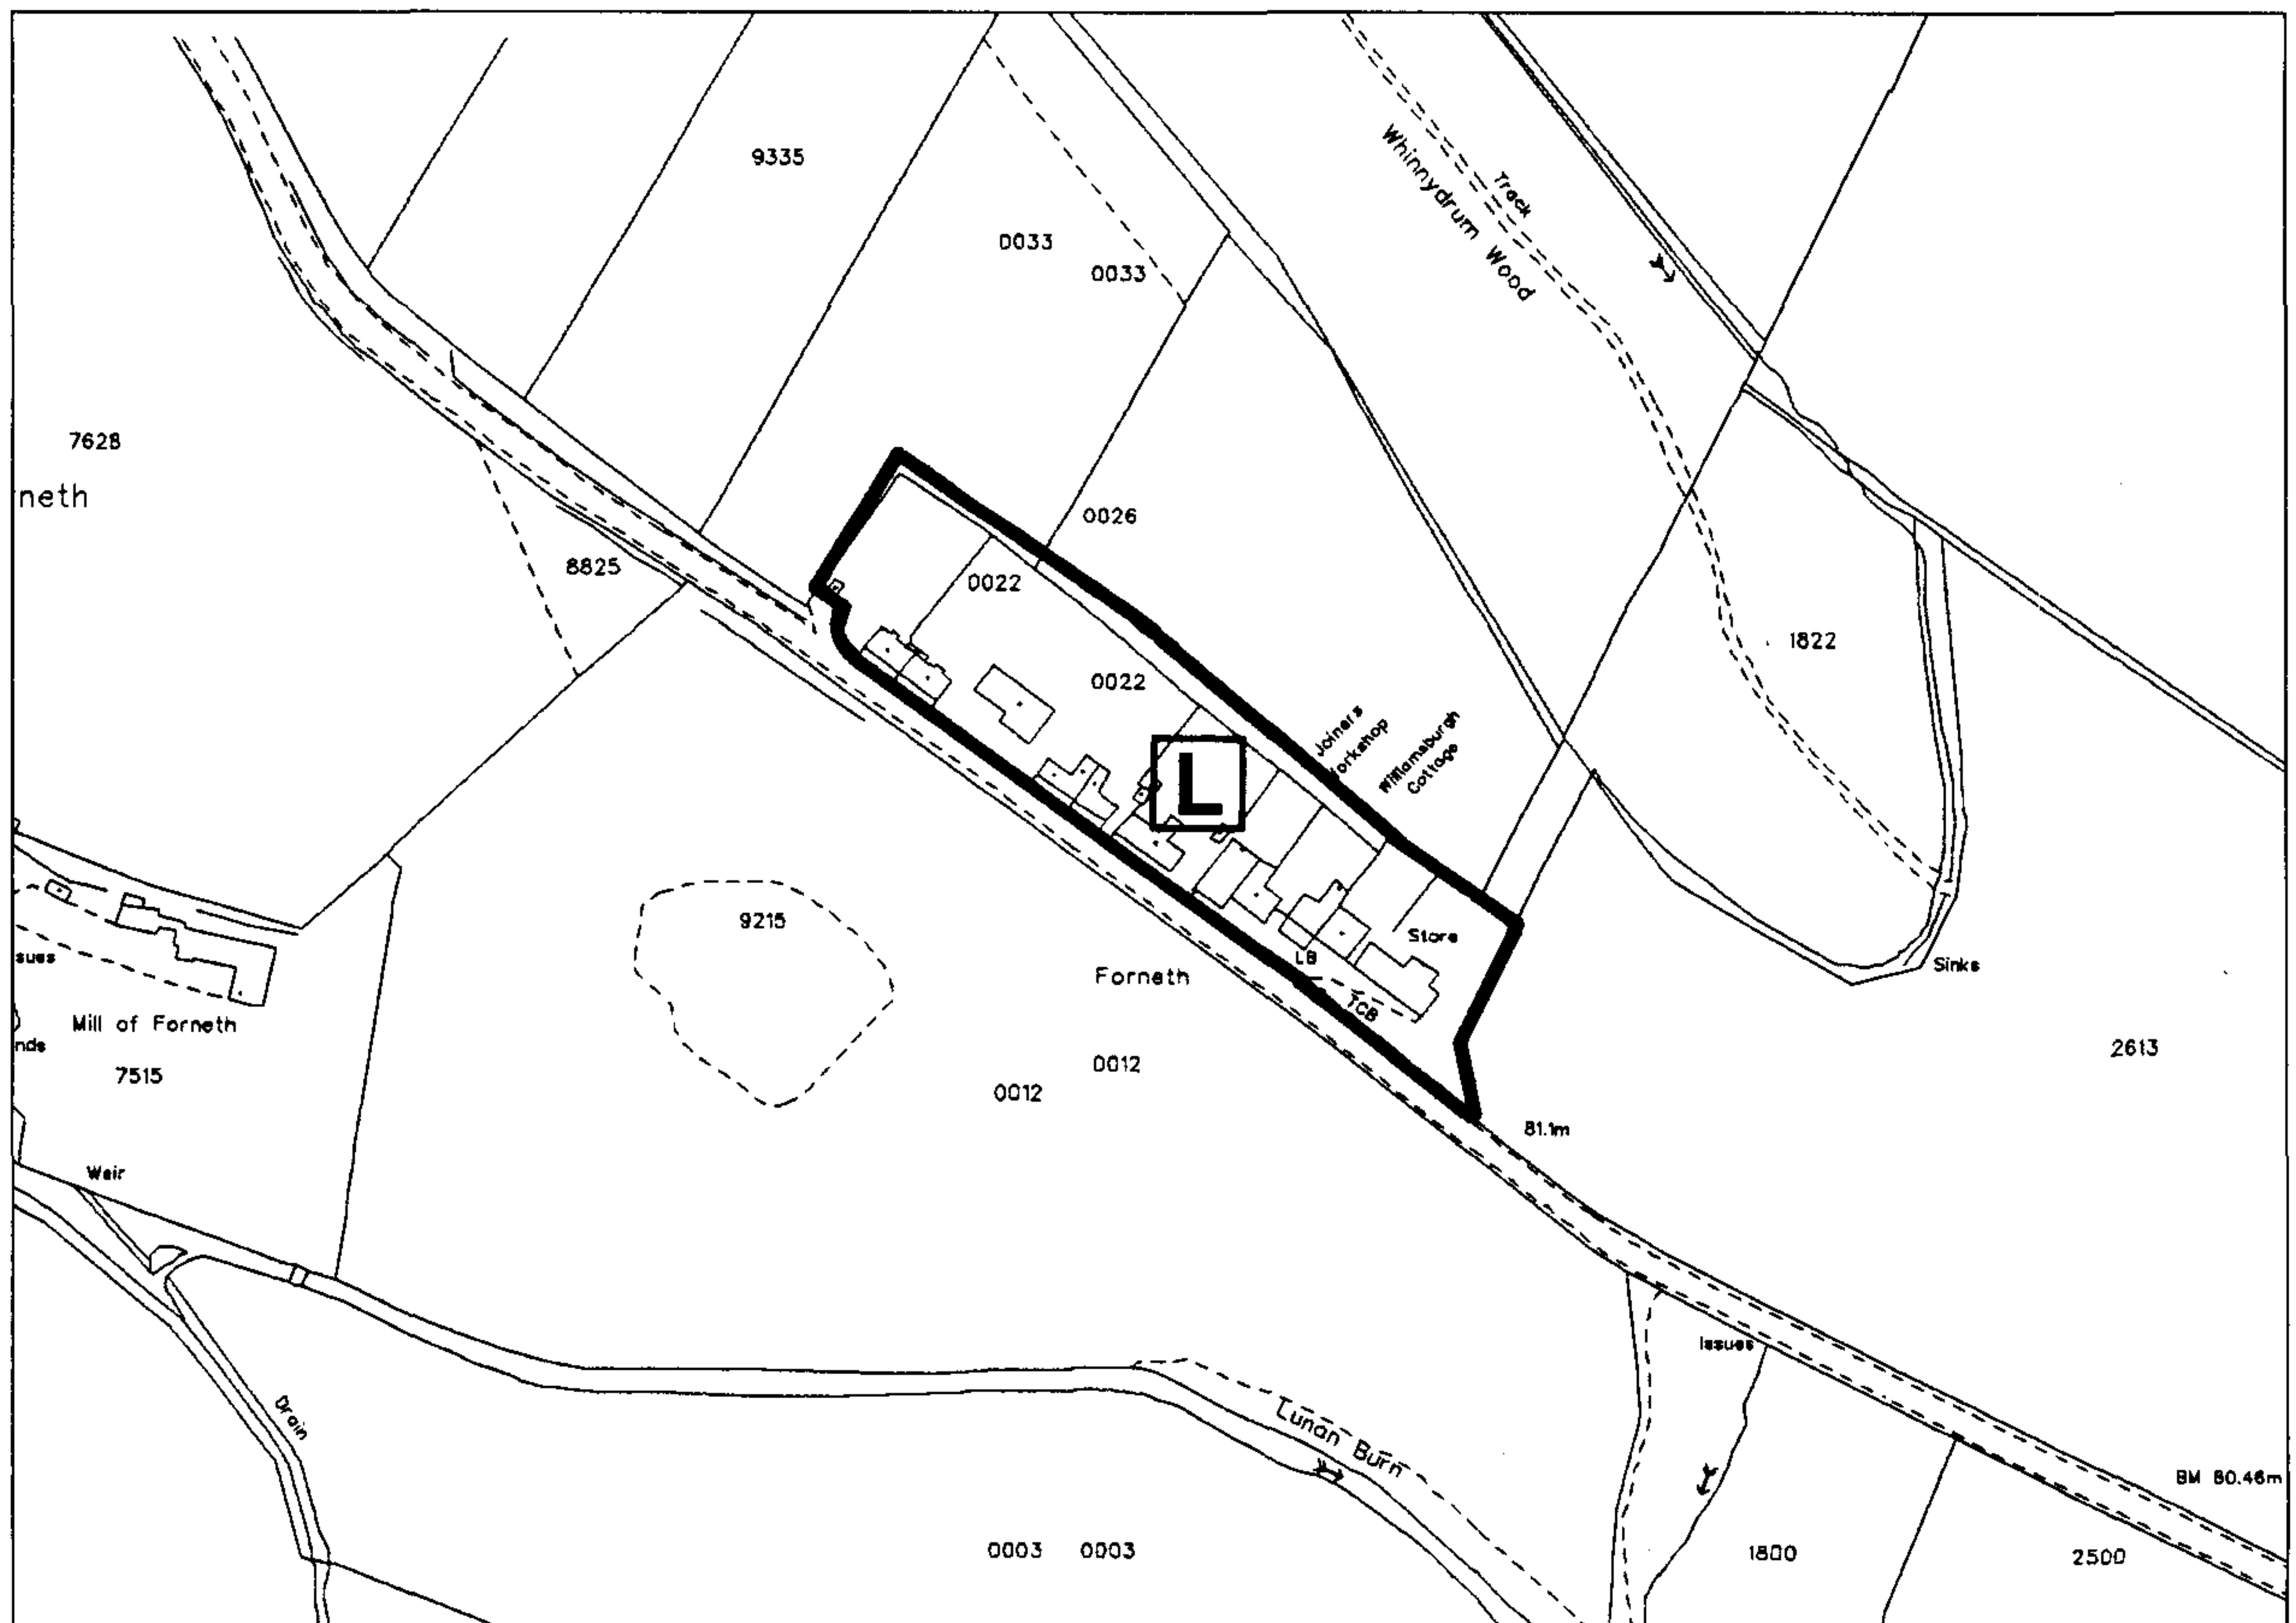 9335
Track
Whinnydrum Wood
0033
0033
7628
neth
0026
8825
0022
1822
0022
Joiners
Workshop
Williamsburgh
Cottage
L
9215
Store
LB
sues
Forneth
Sinks
TCB
Mill of Forneth
nds
0012
7515
0012
2613
81.1m
Weir
Issues
Drain
Lunan Burn
BM 80.46m
0003 0003
1800
2500